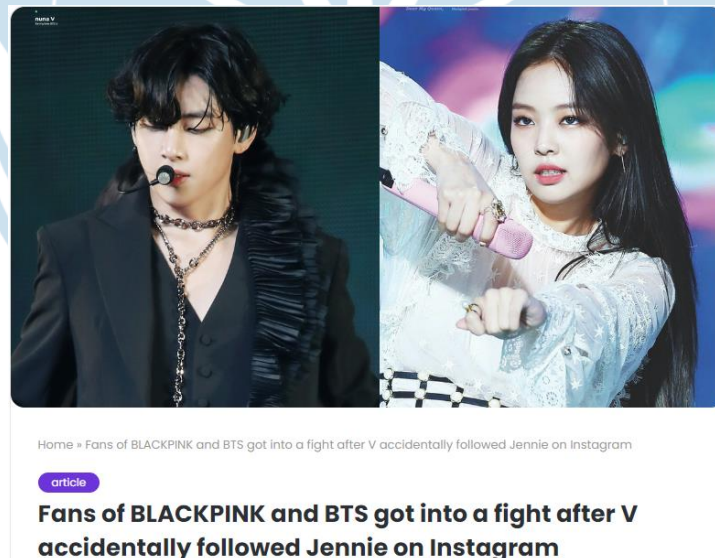 nuna V
Home » Fans of BLACKPINK and BTS got into a fight after V accidentally followed Jennie on Instagram
article
Fans of BLACKPINK and BTS got into a fight after V
accidentally followed Jennie on Instagram